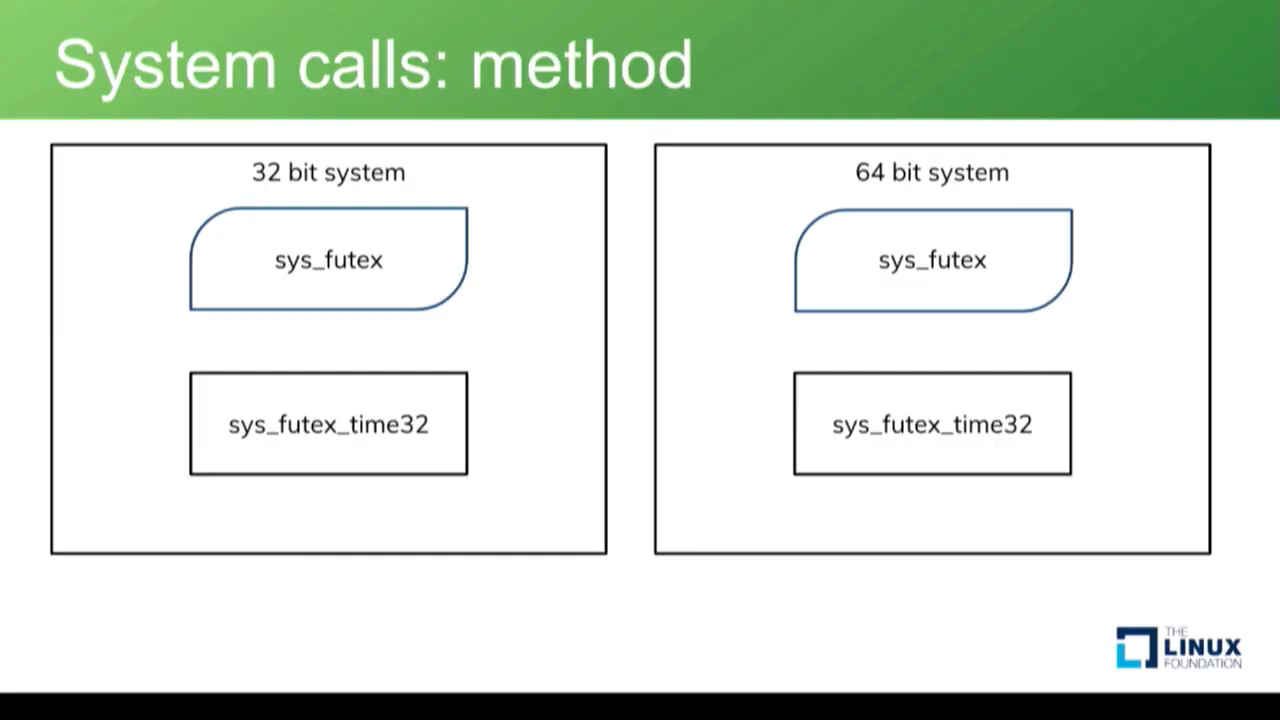 System calls: method
32 bit system
sys_futex
sys_futex_time32
64 bit system
sys_futex
sys_futex_time32
THE
LINUX
FOUNDATION